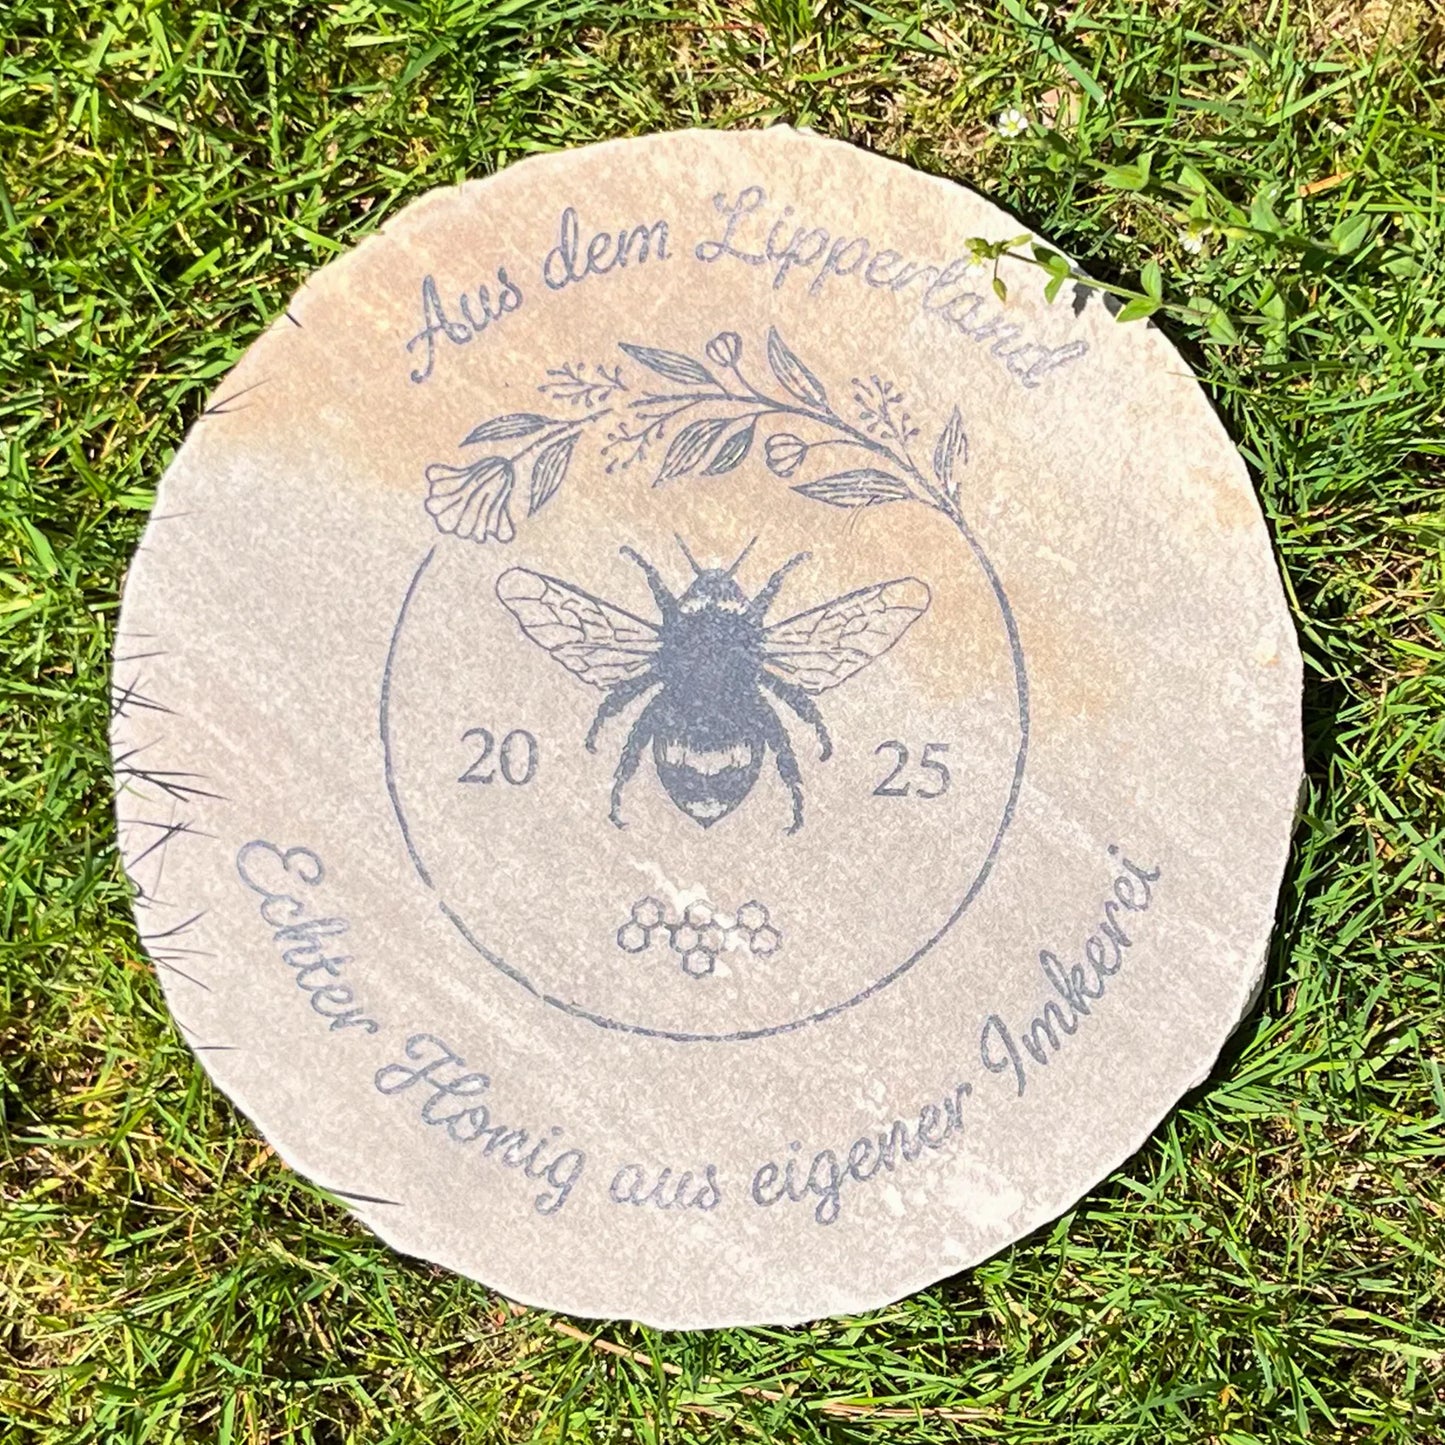 Aus dem Lipperland
20 25
Echter Honig aus eigener Imkerei